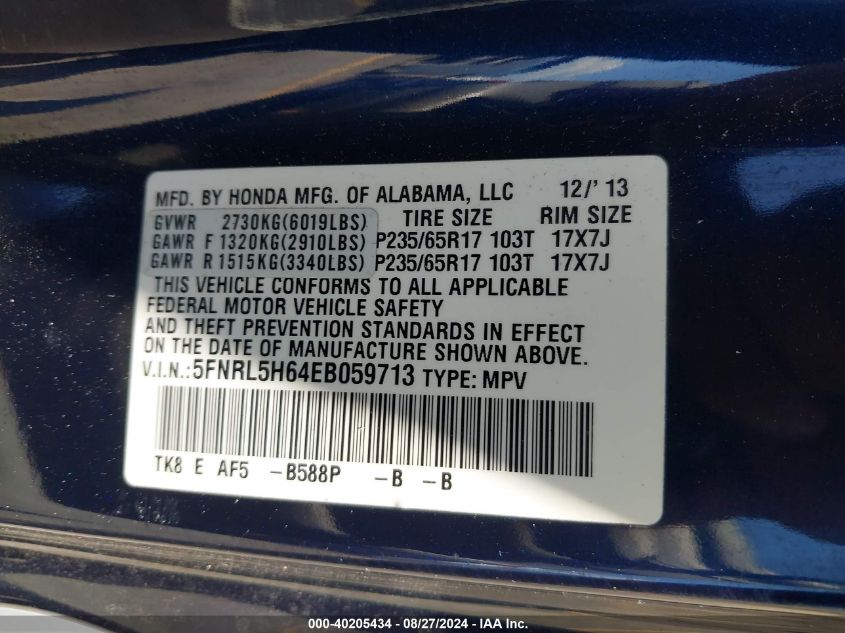 MFD. BY HONDA MFG. OF ALABAMA, LLC 12/'13
GVWR 2730KG(6019LBS) TIRE SIZE RIM SIZE
GAWR F 1320KG(2910LBS) P235/65R17 103T 17X7J
GAWR R 1515KG(3340LBS) P235/65R17 103T 17X7J
THIS VEHICLE CONFORMS TO ALL APPLICABLE
FEDERAL MOTOR VEHICLE SAFETY
AND THEFT PREVENTION STANDARDS IN EFFECT
ON THE DATE OF MANUFACTURE SHOWN ABOVE.
V.I.N.:5FNRL5H64EB059713 TYPE: MPV
TK8 E AF5 -B588P -B -B
000-40205434 - 08/27/2024 - © IAA, Inc.